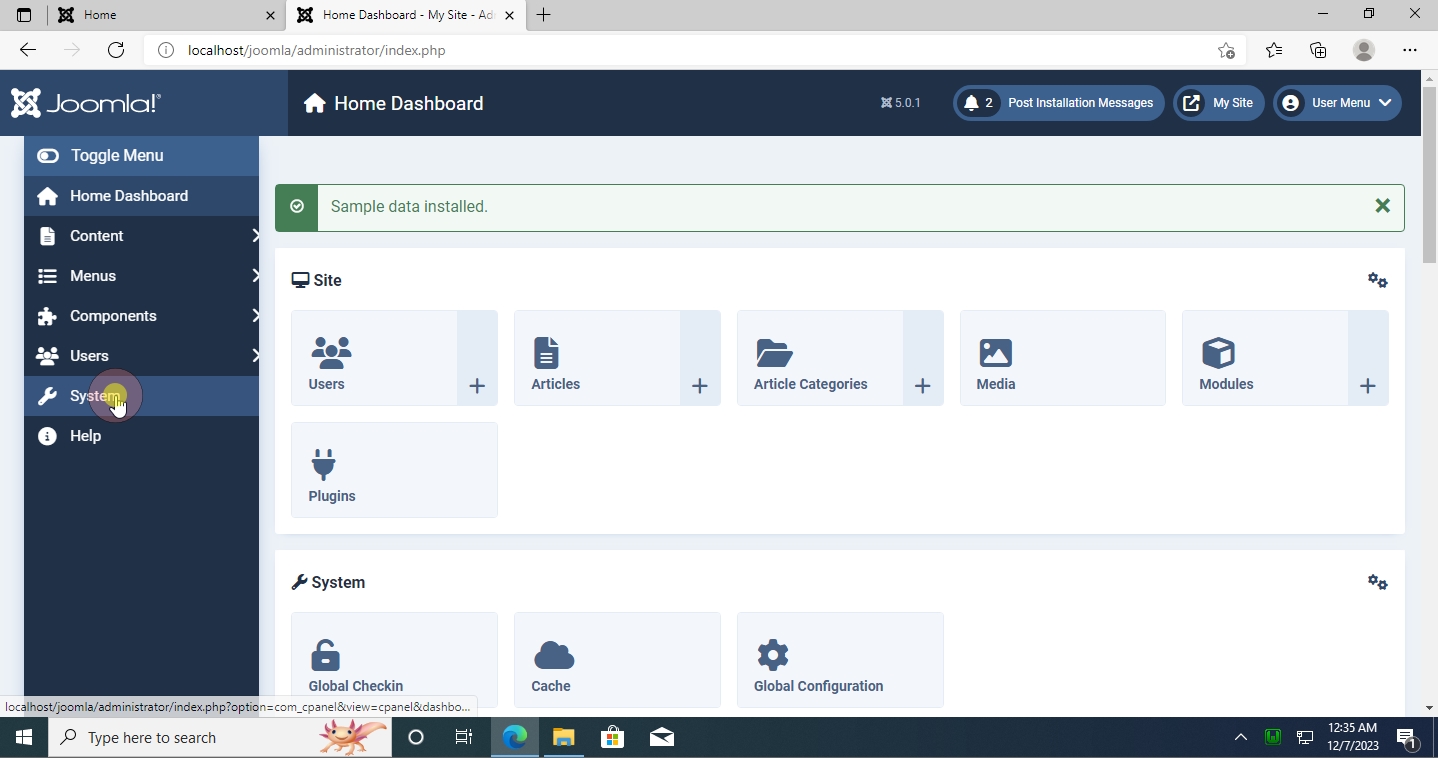 Home
Home Dashboard - My Site - Ad
localhost/joomla/administrator/index.php
Joomla!
Home Dashboard
5.0.1
2 Post Installation Messages
My Site
User Menu
Toggle Menu
Home Dashboard
Content
Menus
Components
Users
System
Help
Sample data installed.
Site
Users
Articles
Article Categories
Media
Modules
Plugins
System
Global Checkin
Cache
Global Configuration
localhost/joomla/administrator/index.php?option=com_cpanel&view=cpanel&dashbo...
Type here to search
12:35 AM
12/7/2023
1